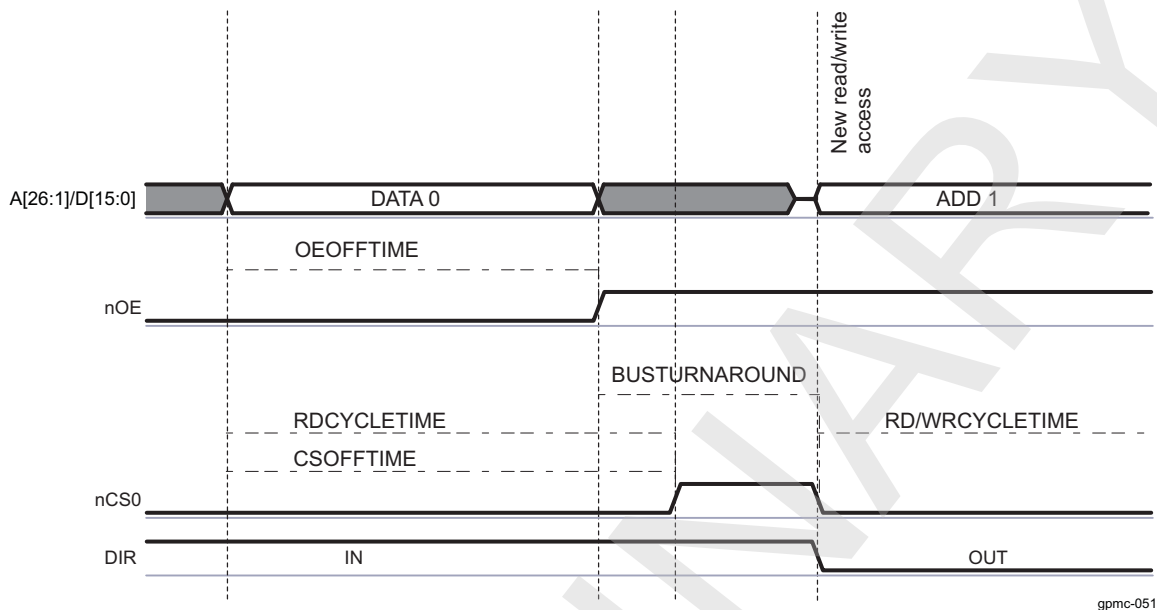 New read/write
access
A[26:1]/D[15:0]
DATA 0
ADD 1
OEOFFTIME
nOE
BUSTURNAROUND
RDCYCLETIME
RD/WRCYCLETIME
CSOFFTIME
nCS0
DIR
IN
OUT
gpmc-051